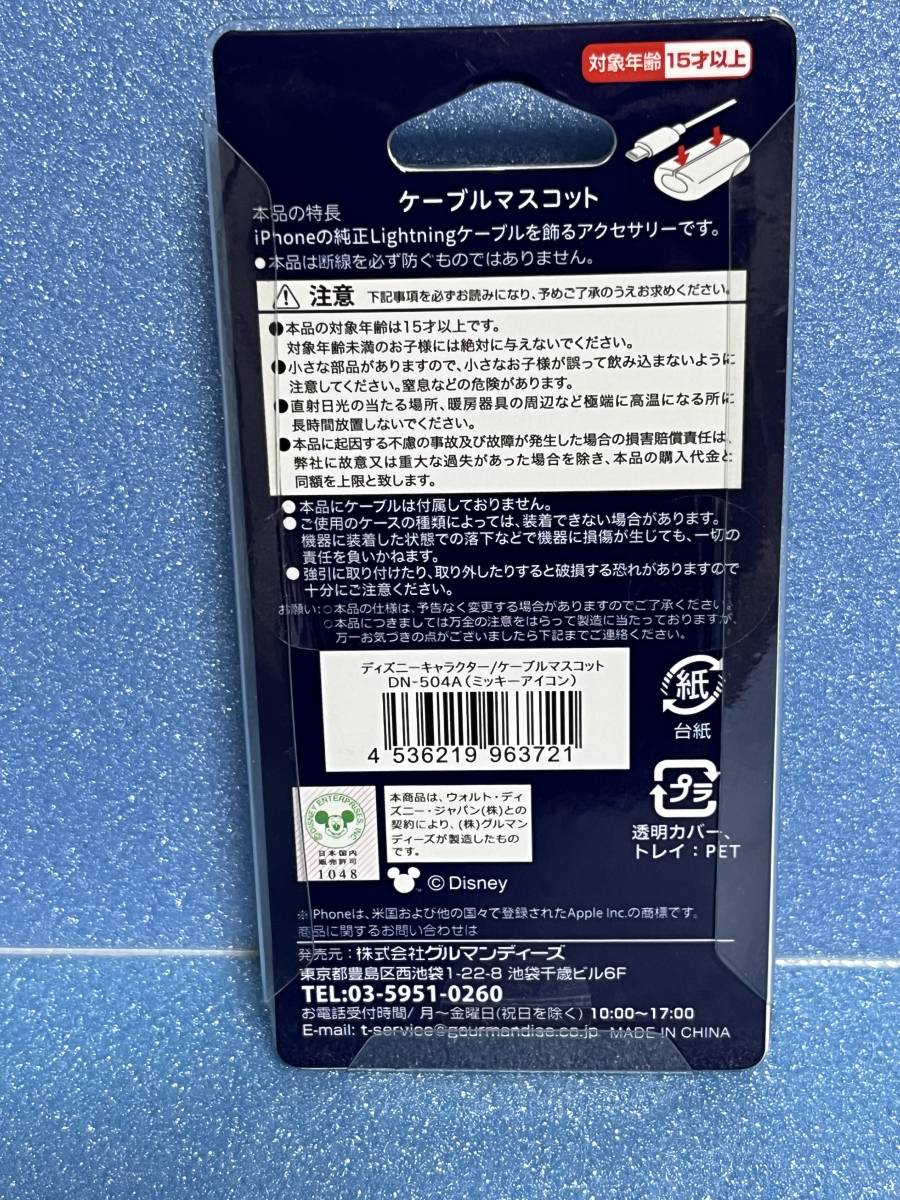 対象年齢 15才以上
ケーブルマスコット
本品の特長
iPhoneの純正Lightningケーブルを飾るアクセサリーです。
●本品は断線を必ず防ぐものではありません。
注意 下記事項を必ずお読みになり、予めご了承のうえお求めください。
●本品の対象年齢は15才以上です。
対象年齢未満のお子様には絶対に与えないでください。
●小さな部品がありますので、小さなお子様が誤って飲み込まないように
注意してください。窒息などの危険があります。
●直射日光の当たる場所、暖房器具の周辺など極端に高温になる所に
長時間放置しないでください。
●本品に起因する不慮の事故及び故障が発生した場合の損害賠償責任は、
弊社に故意又は重大な過失があった場合を除き、本品の購入代金と
同額を上限と致します。
●本品にケーブルは付属しておりません。
●ご使用のケースの種類によっては、装着できない場合があります。
機器に装着した状態での落下などで機器に損傷が生じても、一切の
責任を負いかねます。
●強引に取り付けたり、取り外したりすると破損する恐れがありますので
十分にご注意ください。
お願い:○本品の仕様は、予告なく変更する場合がありますのでご了承ください。
○本品につきましては万全の注意をはらって製造に当たっておりますが、
万一お気づきの点がございましたら下記までご連絡ください。
ディズニーキャラクター/ケーブルマスコット
DN-504A(ミッキーアイコン)
4 536219 963721
紙
台紙
プラ
透明カバー、
トレイ:PET
©DISNEY ENTERPRISES, INC.
日本国内
販売許可
1048
本商品は、ウォルト・ディ
ズニー・ジャパン(株)との
契約により、(株)グルマン
ディーズが製造したもの
です。
©Disney
※iPhoneは、米国および他の国々で登録されたApple Inc.の商標です。
商品に関するお問い合わせは
発売元:株式会社グルマンディーズ
東京都豊島区西池袋1-22-8 池袋千歳ビル6F
TEL:03-5951-0260
お電話受付時間/ 月〜金曜日(祝日を除く) 10:00〜17:00
E-mail: t-service@gourmandise.co.jp MADE IN CHINA